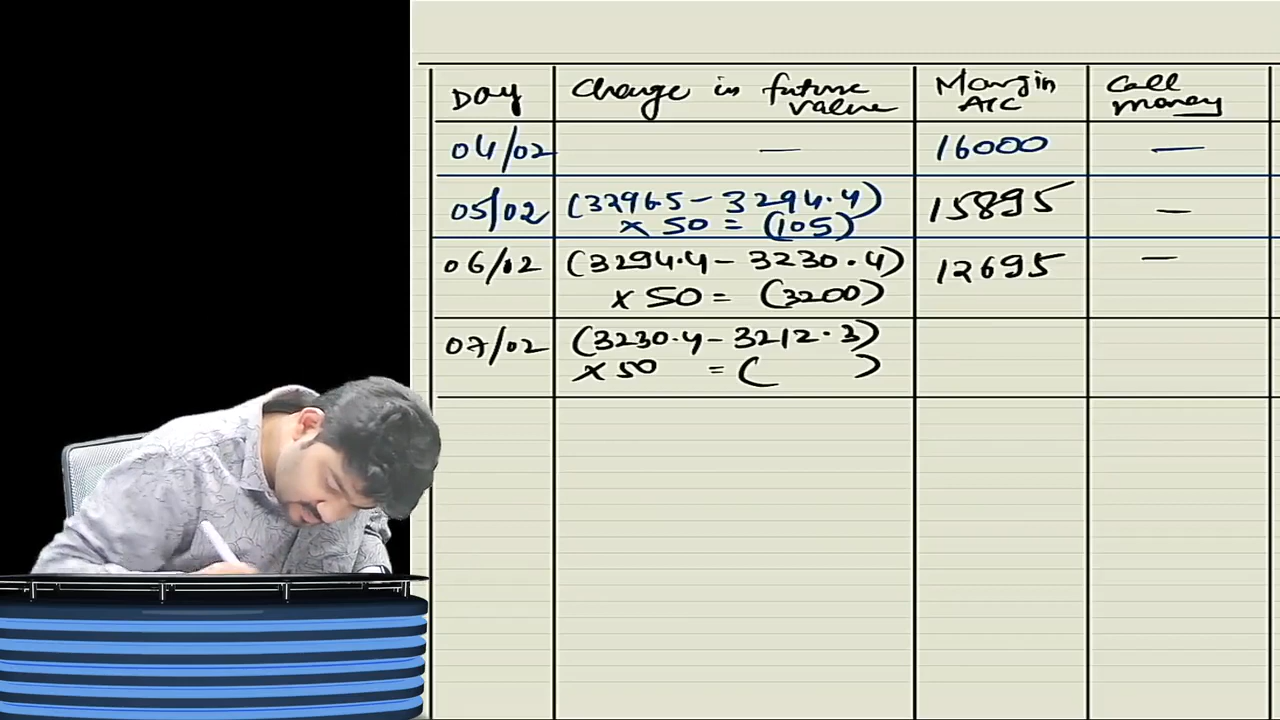 Day Change in future value Margin A/C Call money
04/02 — 16000 —
05/02 (3296.5 - 3294.4) × 50 = (105) 15895 —
06/02 (3294.4 - 3230.4) × 50 = (3200) 12695 —
07/02 (3230.4 - 3212.3) × 50 = ( )